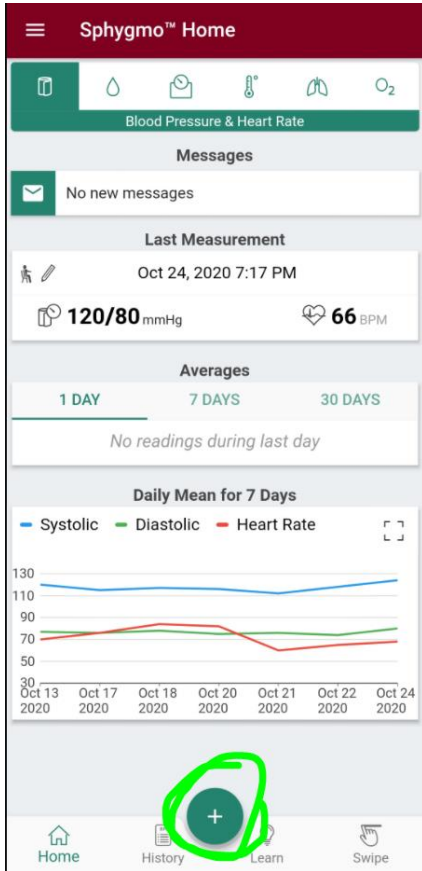 Sphygmo™ Home
O₂
Blood Pressure & Heart Rate
Messages
No new messages
Last Measurement
Oct 24, 2020 7:17 PM
120/80 mmHg
66 BPM
Averages
1 DAY 7 DAYS 30 DAYS
No readings during last day
Daily Mean for 7 Days
Systolic Diastolic Heart Rate
130
110
90
70
50
30
Oct 13 Oct 17 Oct 18 Oct 20 Oct 21 Oct 22 Oct 24
2020 2020 2020 2020 2020 2020 2020
+
Home History Learn Swipe